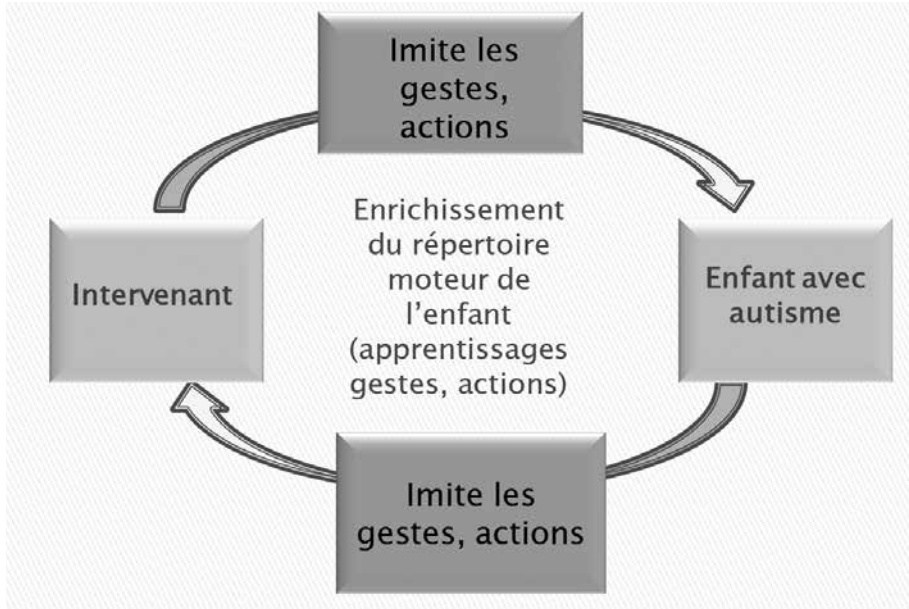 Imite les
gestes,
actions
Intervenant
Enrichissement
du répertoire
moteur de
l'enfant
(apprentissages
gestes, actions)
Enfant avec
autisme
Imite les
gestes, actions